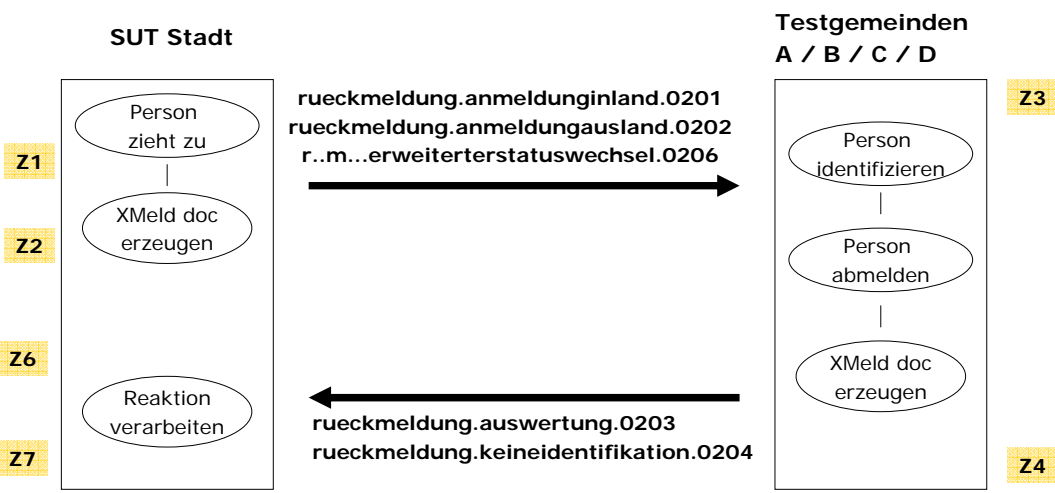 SUT Stadt
Testgemeinden
A / B / C / D
Z1
Z2
Z6
Z7
Person
zieht zu
XMeld doc
erzeugen
Reaktion
verarbeiten
rueckmeldung.anmeldunginland.0201
rueckmeldung.anmeldungausland.0202
r..m...erweiterterstatuswechsel.0206
rueckmeldung.auswertung.0203
rueckmeldung.keineidentifikation.0204
Person
identifizieren
Person
abmelden
XMeld doc
erzeugen
Z3
Z4